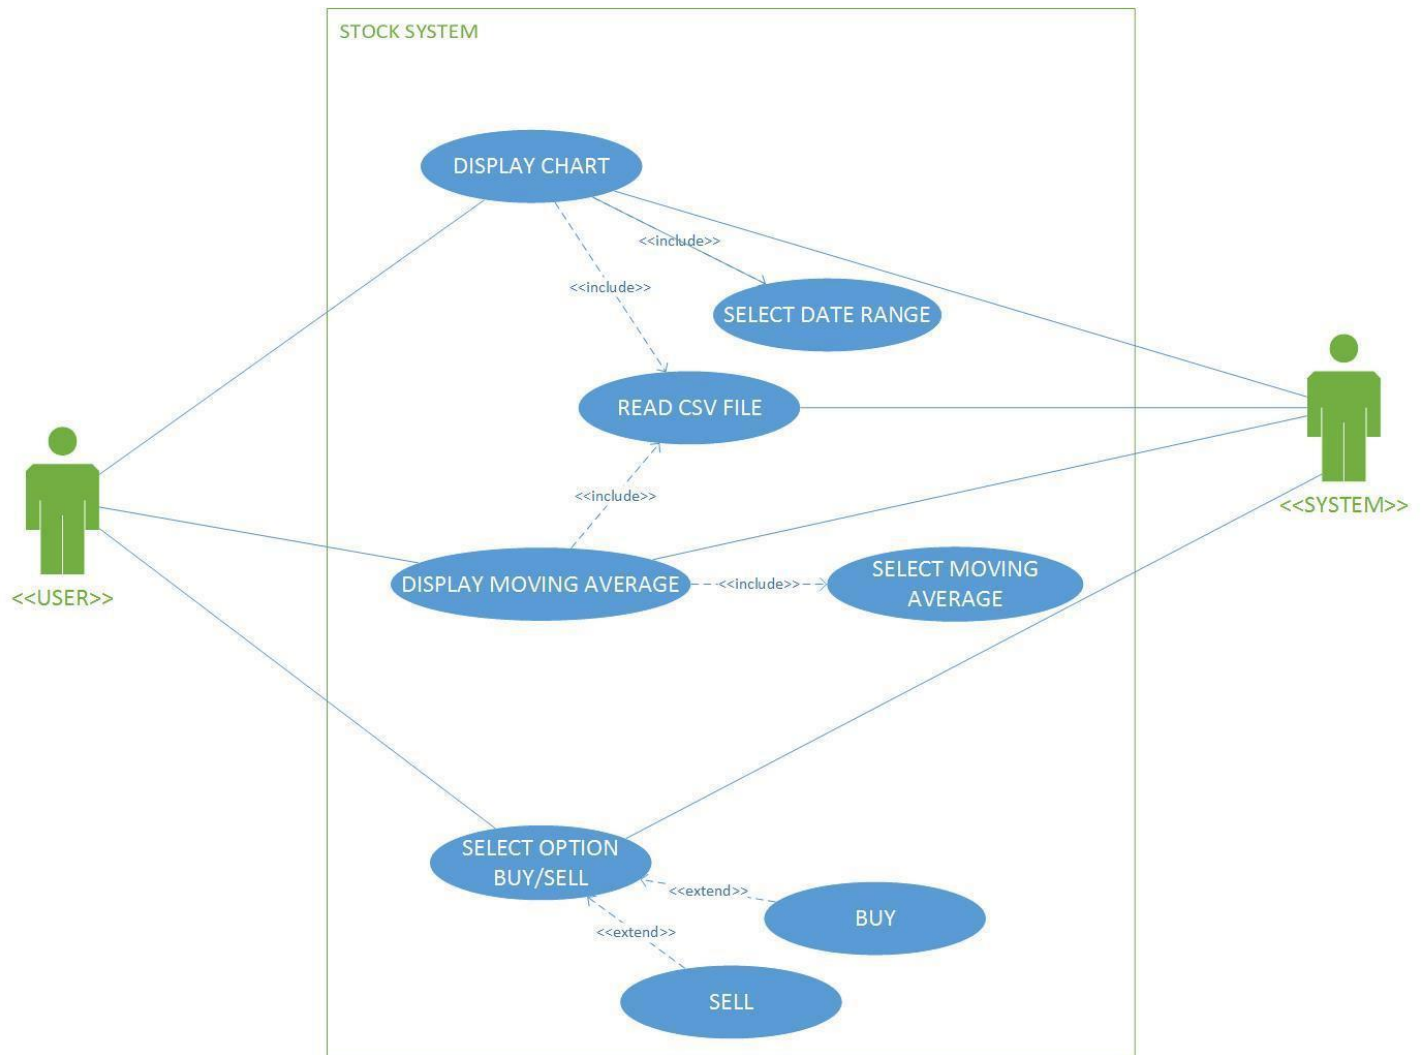 STOCK SYSTEM
DISPLAY CHART
<<include>>
<<include>>
SELECT DATE RANGE
READ CSV FILE
<<include>>
<<SYSTEM>>
DISPLAY MOVING AVERAGE
<<include>>
SELECT MOVING
AVERAGE
<<USER>>
SELECT OPTION
BUY/SELL
<<extend>>
BUY
<<extend>>
SELL